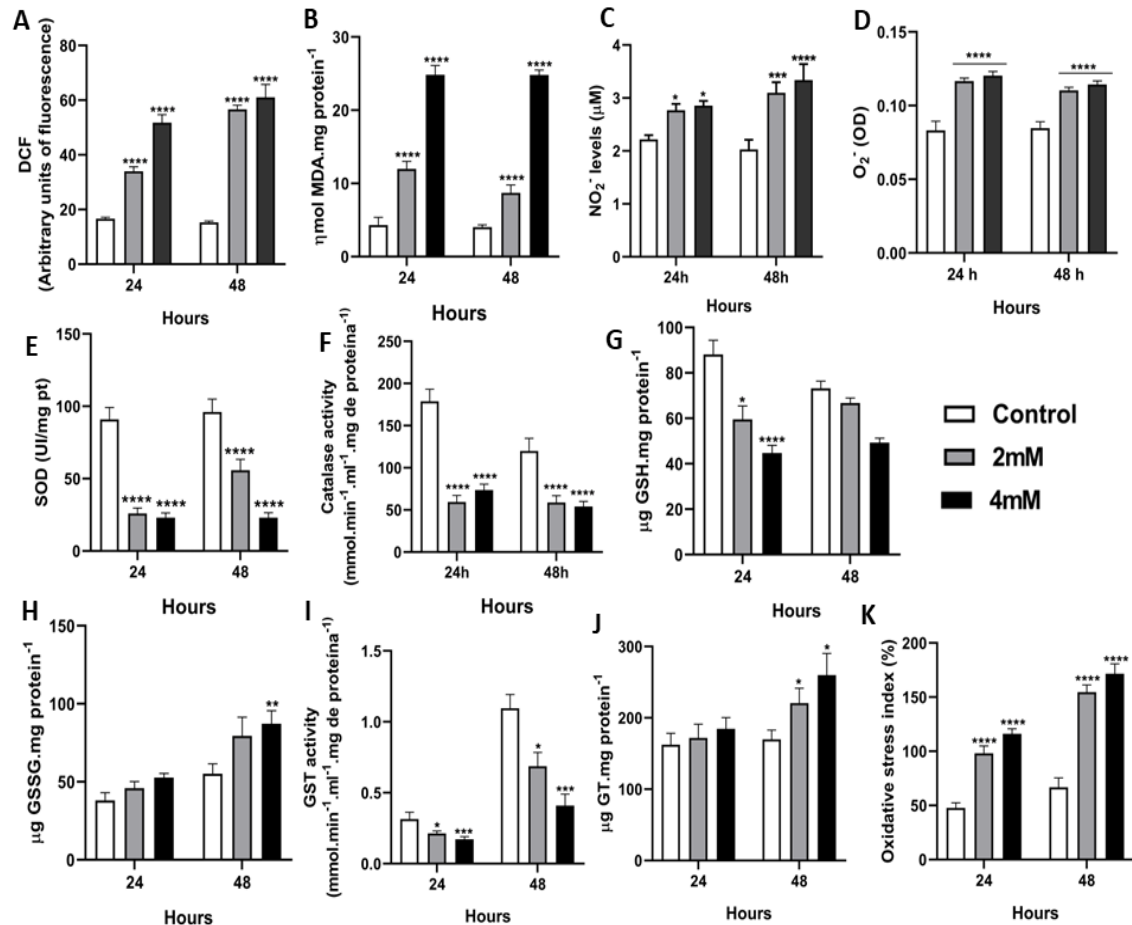 A
DCF
(Arbitrary units of fluorescence)
80
60
40
20
0
****
****
****
****
24
48
Hours
B
ηmol MDA.mg protein⁻¹
30
20
10
0
****
****
****
****
24
48
Hours
C
NO₂⁻ levels (μM)
4
3
2
1
0
*
*
***
****
24h
48h
Hours
D
O₂⁻ (OD)
0.15
0.10
0.05
0.00
****
****
24 h
48 h
Hours
E
SOD (UI/mg pt)
150
100
50
0
****
****
****
****
24
48
Hours
F
Catalase activity
(mmol.min⁻¹.ml⁻¹.mg de proteína⁻¹)
250
200
150
100
50
0
****
****
****
****
24h
48h
Hours
G
μg GSH.mg protein⁻¹
100
80
60
40
20
0
*
****
24
48
Hours
Control
2mM
4mM
H
μg GSSG.mg protein⁻¹
150
100
50
0
**
24
48
Hours
I
GST activity
(mmol.min⁻¹.ml⁻¹.mg de proteína⁻¹)
1.5
1.0
0.5
0.0
*
***
*
***
24
48
Hours
J
μg GT.mg protein⁻¹
300
200
100
0
*
*
24
48
Hours
K
Oxidative stress index (%)
200
150
100
50
0
****
****
****
****
24
48
Hours